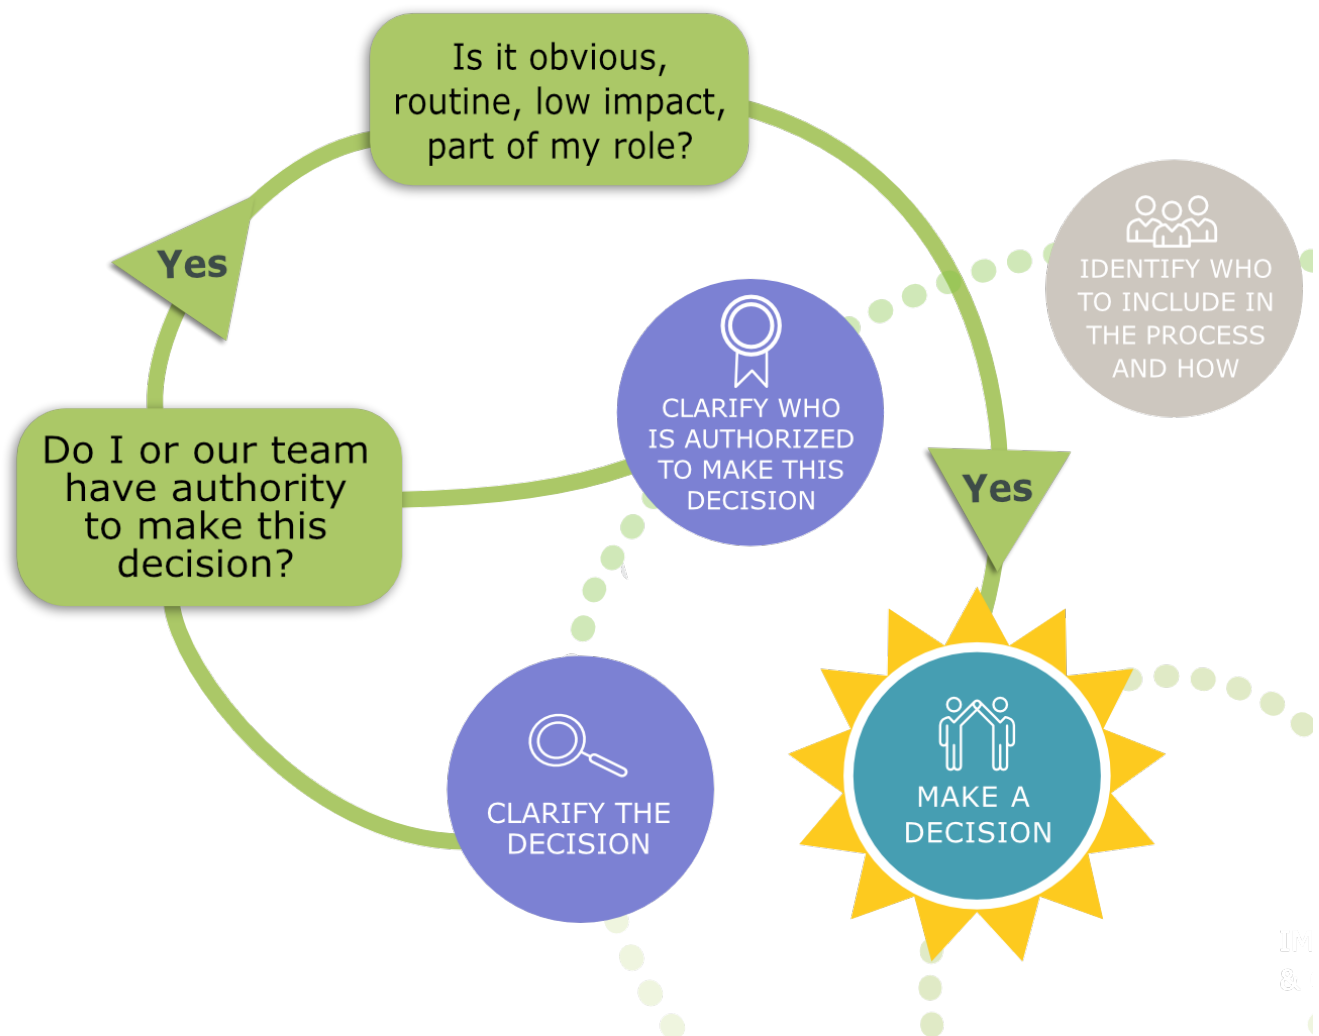 Is it obvious,
routine, low impact,
part of my role?
Yes
IDENTIFY WHO
TO INCLUDE IN
THE PROCESS
AND HOW
CLARIFY WHO
IS AUTHORIZED
TO MAKE THIS
DECISION
Do I or our team
have authority
to make this
decision?
Yes
CLARIFY THE
DECISION
MAKE A
DECISION
&